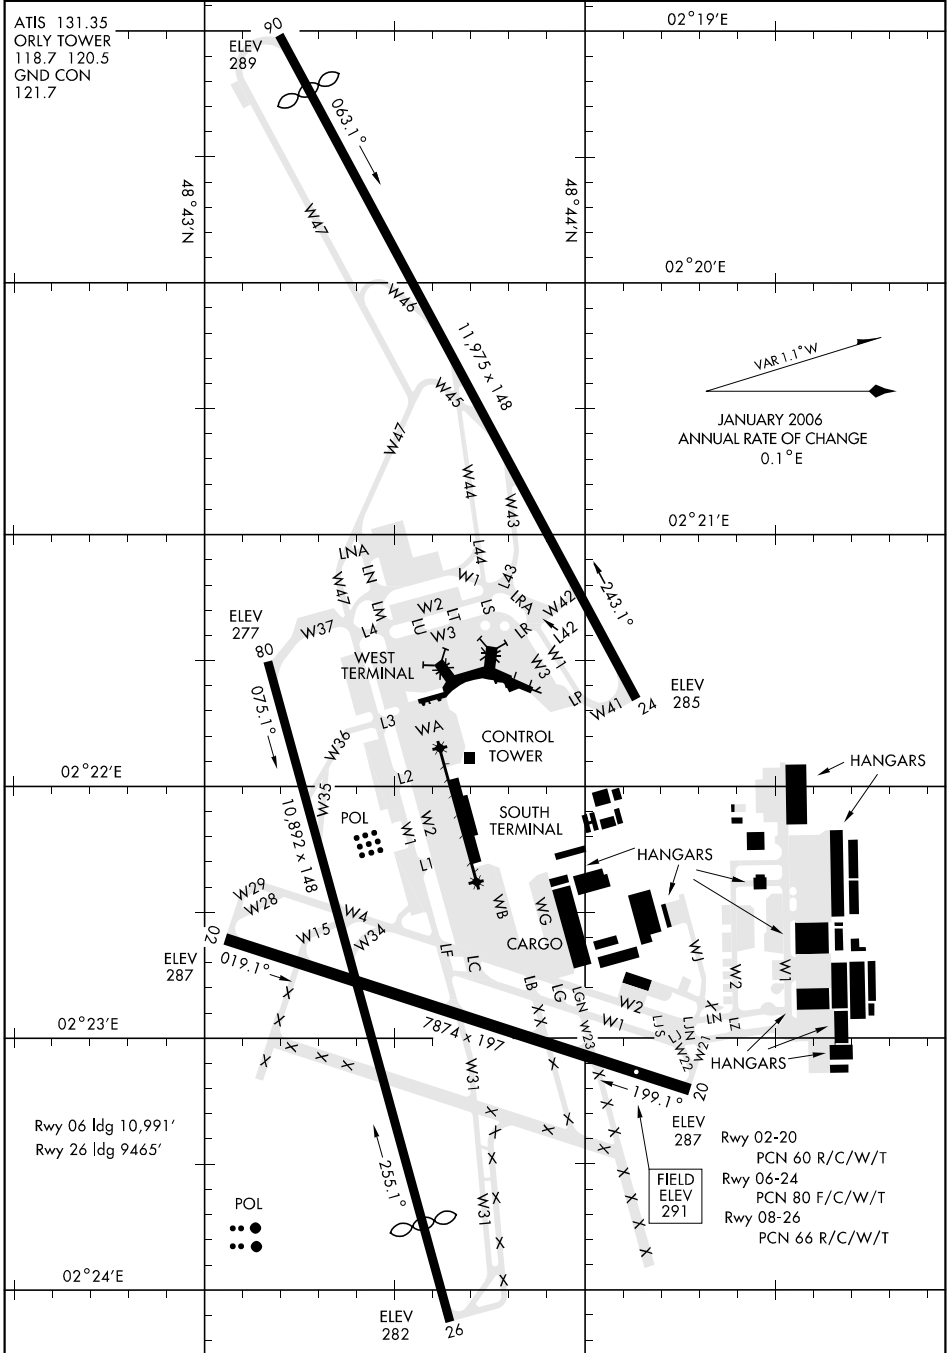 ATIS 131.35
ORLY TOWER
118.7 120.5
GND CON
121.7
ELEV
289
06
02°19'E
063.1°
48°43'N
48°44'N
W47
02°20'E
W46
11,975 x 148
VAR 1.1°W
JANUARY 2006
ANNUAL RATE OF CHANGE
0.1°E
W45
W47
W44
W43
02°21'E
LNA
LN
W47
LM
L44
W1
L43
LRA
W42
243.1°
ELEV
277
08
W37
L4
W2
LU
LT
W3
LS
LR
L42
W1
W3
WEST
TERMINAL
LP
W41
24
ELEV
285
075.1°
L3
WA
W36
CONTROL
TOWER
02°22'E
L2
HANGARS
W35
10,892 x 148
POL
W1
W2
SOUTH
TERMINAL
L1
HANGARS
W29
W28
W4
W15
W34
WB
WG
CARGO
02
ELEV
287
019.1°
LF
LC
LB
LG
LGN
WJ
W2
W1
02°23'E
7874 x 197
W23
W1
W2
LJS
LJ
LJN
W22
W21
LZ
LZ
HANGARS
W31
199.1°
20
ELEV
287
Rwy 06 ldg 10,991'
Rwy 26 ldg 9465'
255.1°
FIELD
ELEV
291
Rwy 02-20
PCN 60 R/C/W/T
Rwy 06-24
PCN 80 F/C/W/T
Rwy 08-26
PCN 66 R/C/W/T
POL
W31
02°24'E
ELEV
282
26